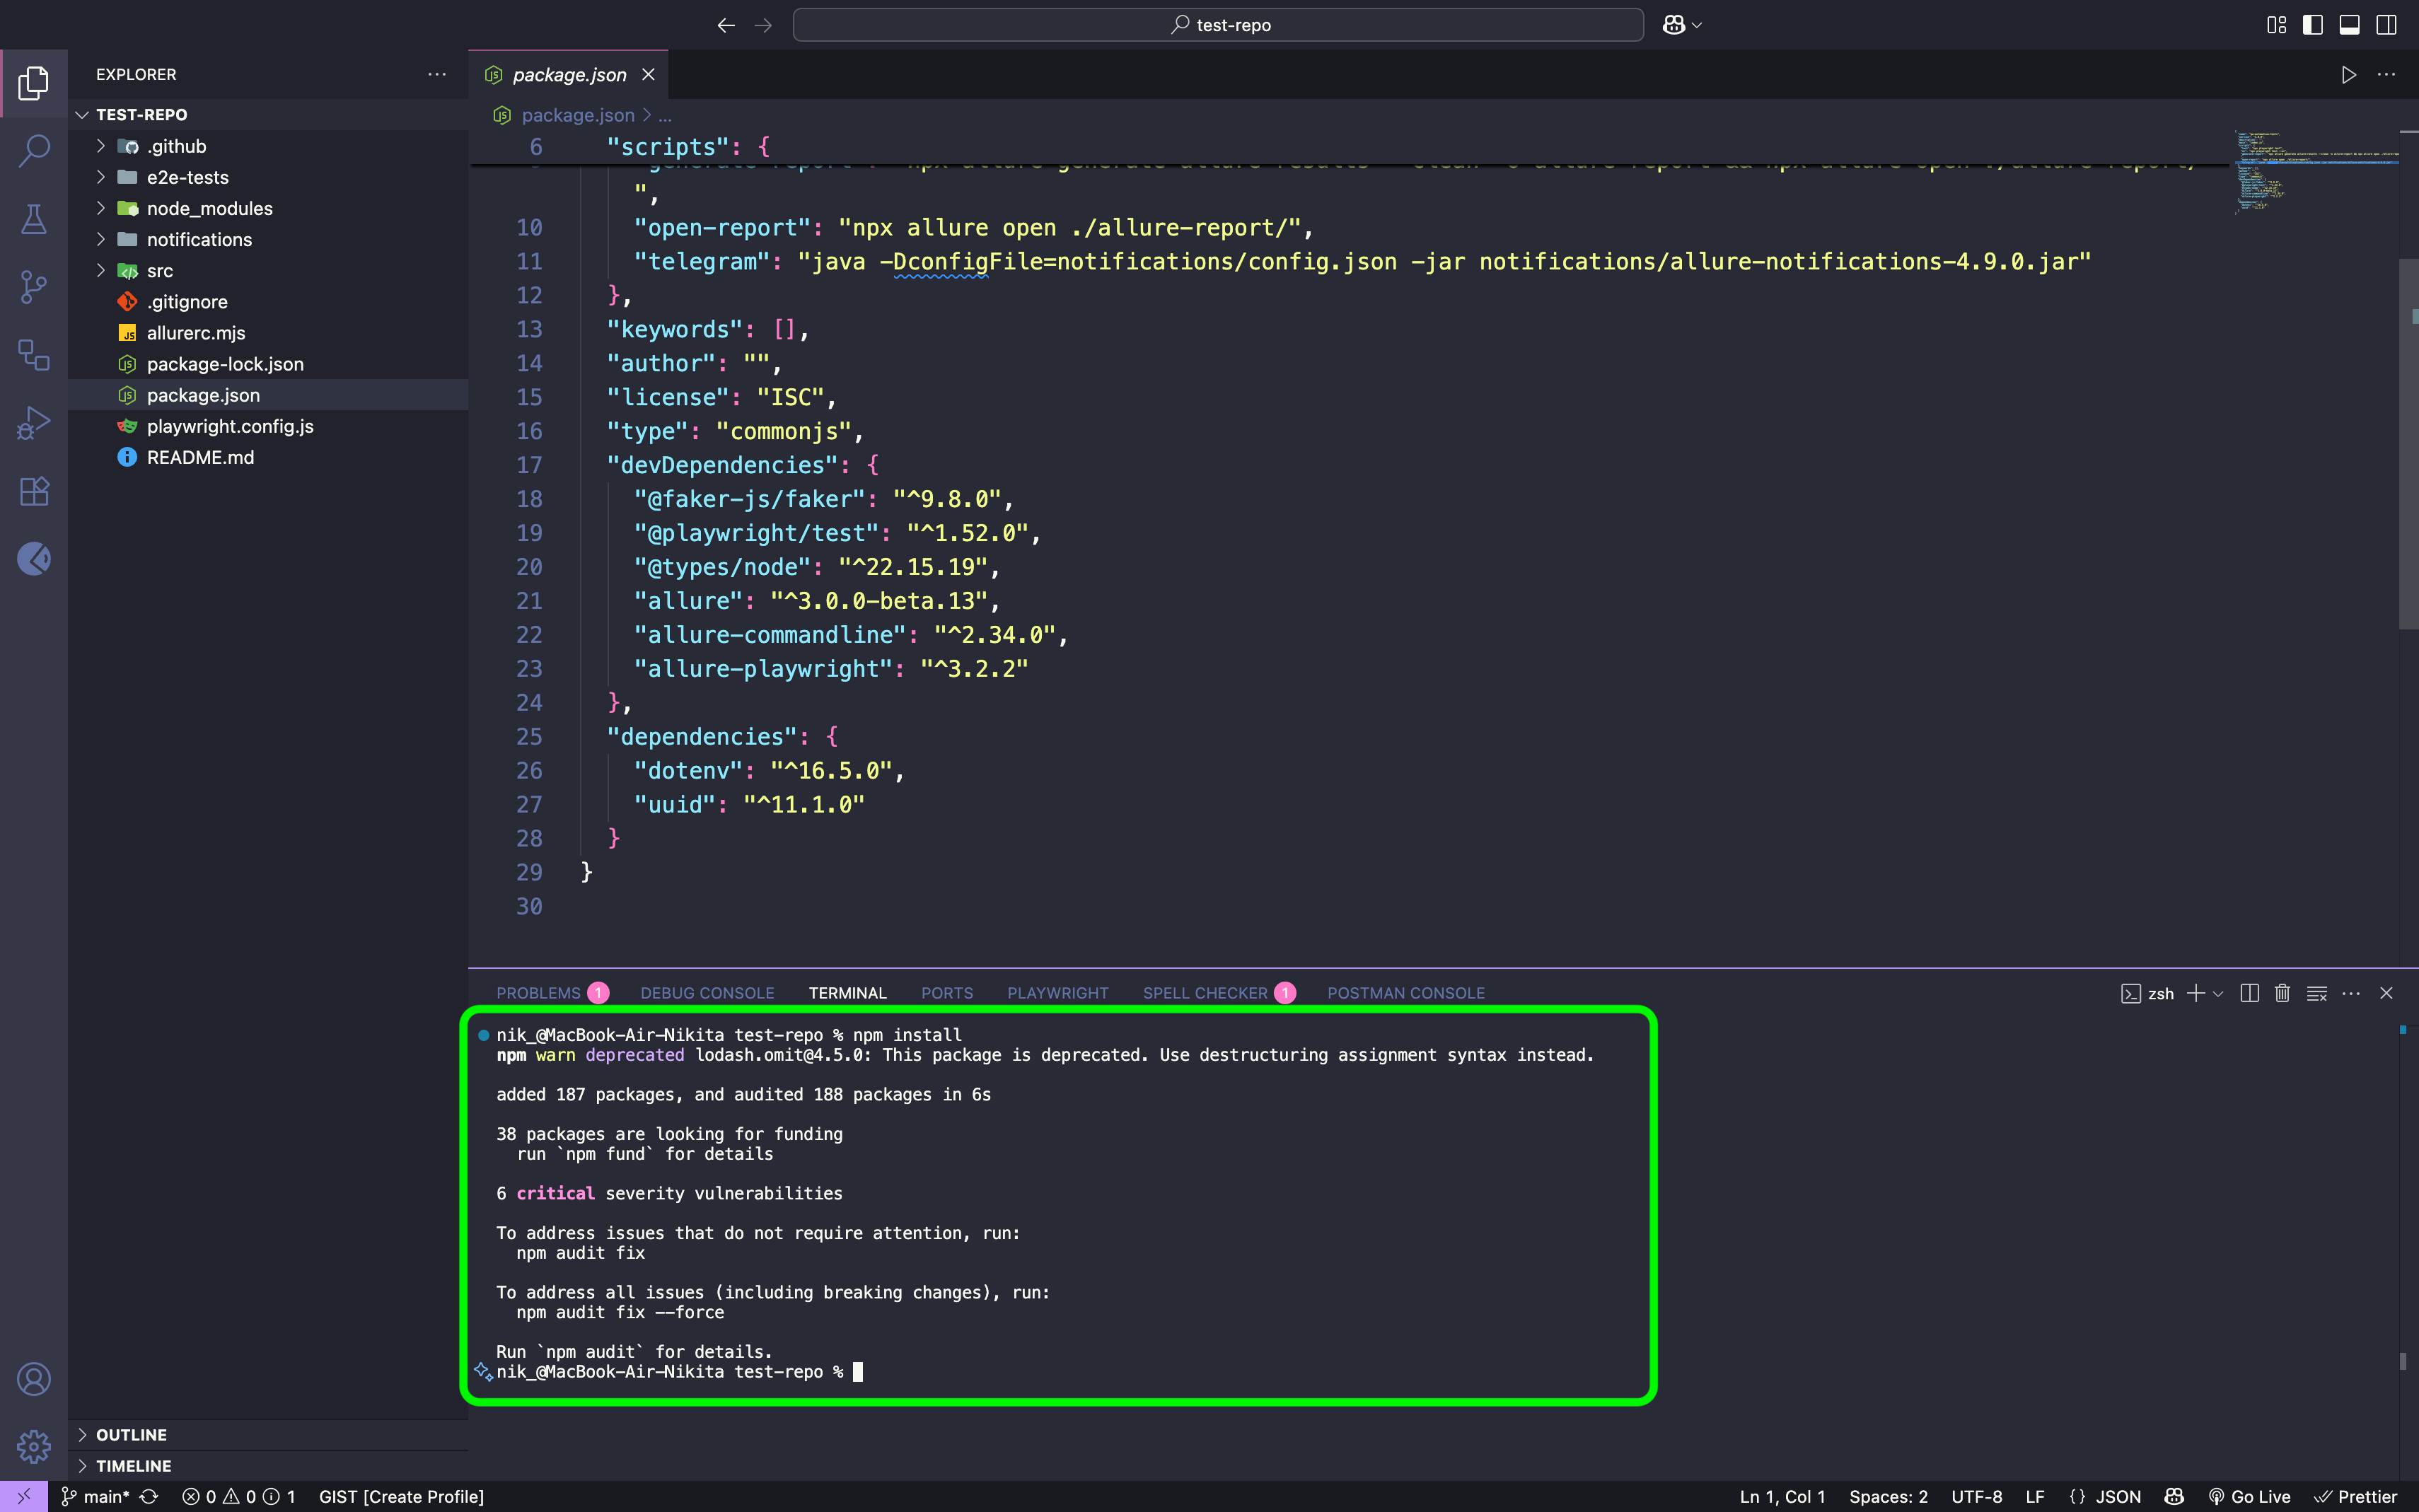 test-repo
EXPLORER
package.json
TEST-REPO
package.json > ...
.github
e2e-tests
node_modules
notifications
src
.gitignore
allurerc.mjs
package-lock.json
package.json
playwright.config.js
README.md
6 "scripts": {
",
10 "open-report": "npx allure open ./allure-report/",
11 "telegram": "java -DconfigFile=notifications/config.json -jar notifications/allure-notifications-4.9.0.jar"
12 },
13 "keywords": [],
14 "author": "",
15 "license": "ISC",
16 "type": "commonjs",
17 "devDependencies": {
18 "@faker-js/faker": "^9.8.0",
19 "@playwright/test": "^1.52.0",
20 "@types/node": "^22.15.19",
21 "allure": "^3.0.0-beta.13",
22 "allure-commandline": "^2.34.0",
23 "allure-playwright": "^3.2.2"
24 },
25 "dependencies": {
26 "dotenv": "^16.5.0",
27 "uuid": "^11.1.0"
28 }
29 }
30
PROBLEMS 1 DEBUG CONSOLE TERMINAL PORTS PLAYWRIGHT SPELL CHECKER 1 POSTMAN CONSOLE zsh
nik_@MacBook-Air-Nikita test-repo % npm install
npm warn deprecated lodash.omit@4.5.0: This package is deprecated. Use destructuring assignment syntax instead.
added 187 packages, and audited 188 packages in 6s
38 packages are looking for funding
run `npm fund` for details
6 critical severity vulnerabilities
To address issues that do not require attention, run:
npm audit fix
To address all issues (including breaking changes), run:
npm audit fix --force
Run `npm audit` for details.
nik_@MacBook-Air-Nikita test-repo %
OUTLINE
TIMELINE
main* 0 0 1 GIST [Create Profile] Ln 1, Col 1 Spaces: 2 UTF-8 LF {} JSON Go Live Prettier